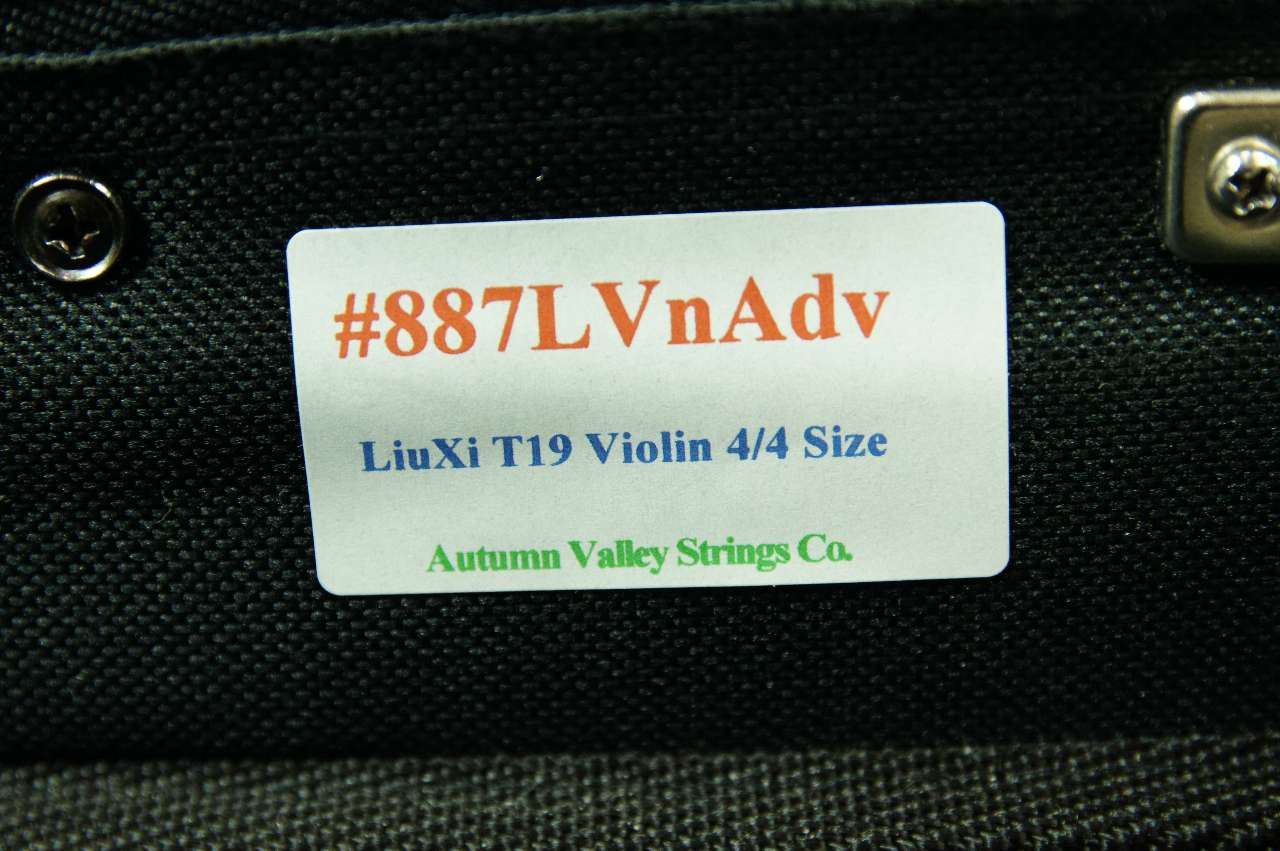 #887LVnAdv
LiuXi T19 Violin 4/4 Size
Autumn Valley Strings Co.